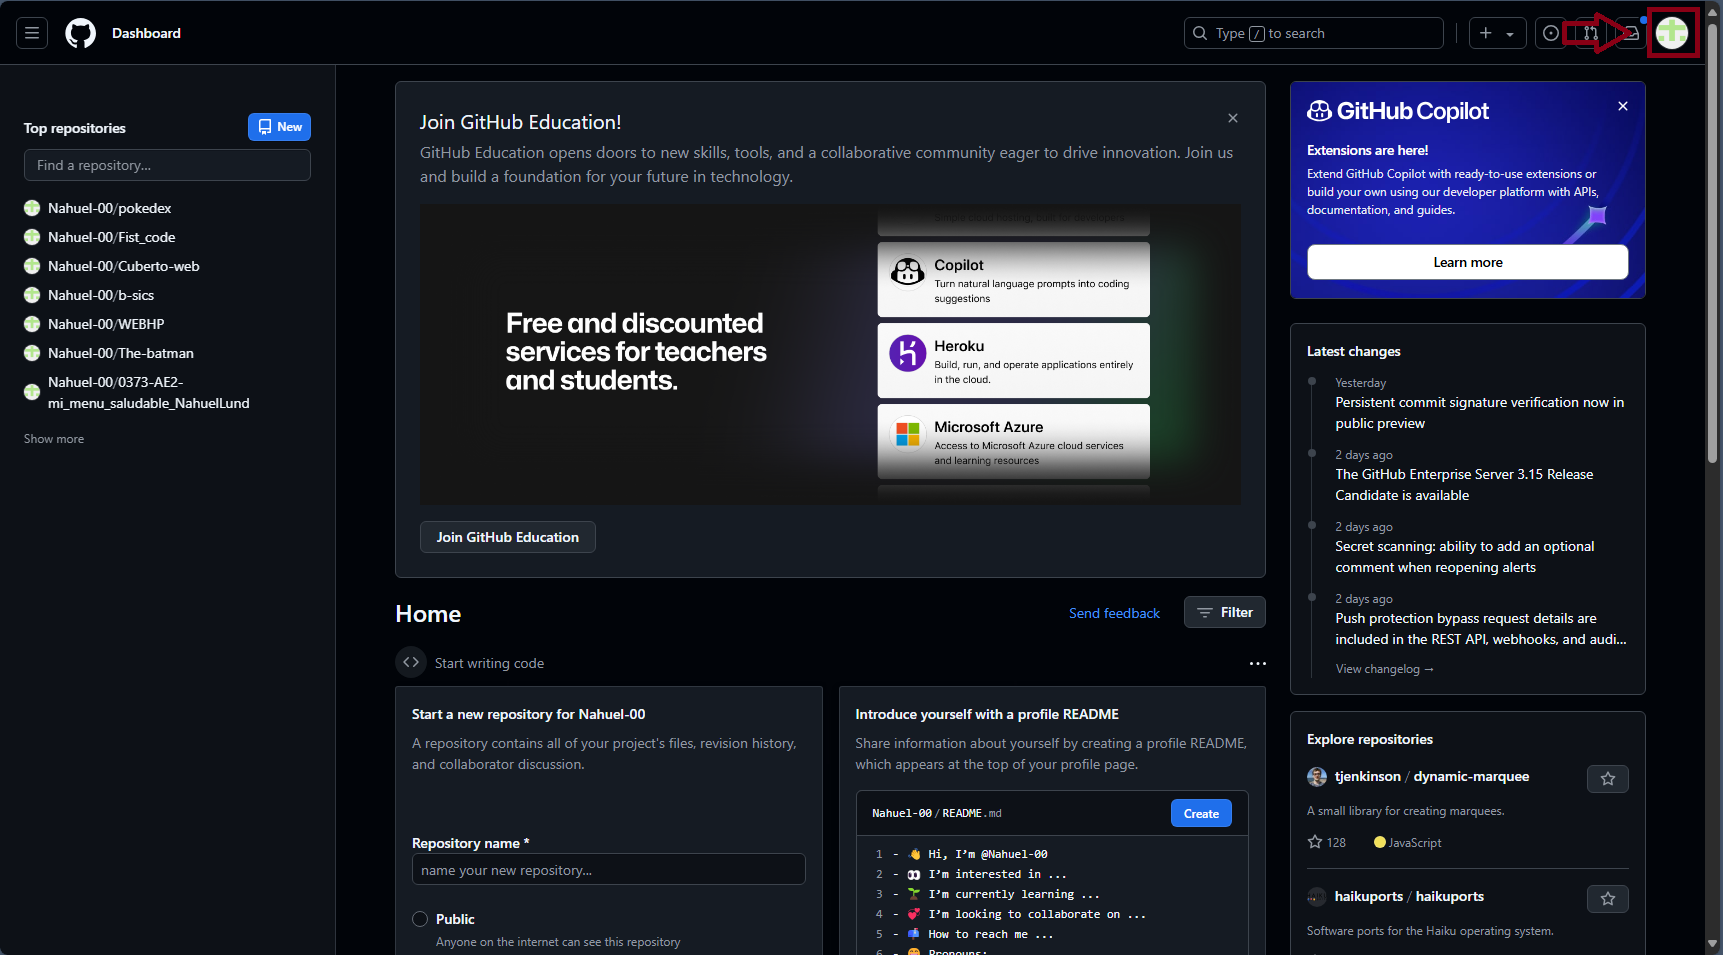 Dashboard
Type / to search
Top repositories
New
Find a repository...
Nahuel-00/pokedex
Nahuel-00/Fist_code
Nahuel-00/Cuberto-web
Nahuel-00/b-sics
Nahuel-00/WEBHP
Nahuel-00/The-batman
Nahuel-00/0373-AE2-
mi_menu_saludable_NahuelLund
Show more
Join GitHub Education!
GitHub Education opens doors to new skills, tools, and a collaborative community eager to drive innovation. Join us
and build a foundation for your future in technology.
Free and discounted
services for teachers
and students.
Simple cloud hosting, built for developers
Copilot
Turn natural language prompts into coding
suggestions
Heroku
Build, run, and operate applications entirely
in the cloud.
Microsoft Azure
Access to Microsoft Azure cloud services
and learning resources
Join GitHub Education
Home
Send feedback
Filter
Start writing code
Start a new repository for Nahuel-00
A repository contains all of your project's files, revision history,
and collaborator discussion.
Repository name *
name your new repository...
Public
Anyone on the internet can see this repository
Introduce yourself with a profile README
Share information about yourself by creating a profile README,
which appears at the top of your profile page.
Nahuel-00/README.md
Create
1 - 👋 Hi, I'm @Nahuel-00
2 - 👀 I'm interested in ...
3 - 🌱 I'm currently learning ...
4 - 💞️ I'm looking to collaborate on ...
5 - 📫 How to reach me ...
6 - 😄 Pronouns:
GitHub Copilot
Extensions are here!
Extend GitHub Copilot with ready-to-use extensions or
build your own using our developer platform with APIs,
documentation, and guides.
Learn more
Latest changes
Yesterday
Persistent commit signature verification now in
public preview
2 days ago
The GitHub Enterprise Server 3.15 Release
Candidate is available
2 days ago
Secret scanning: ability to add an optional
comment when reopening alerts
2 days ago
Push protection bypass request details are
included in the REST API, webhooks, and audi...
View changelog →
Explore repositories
tjenkinson / dynamic-marquee
A small library for creating marquees.
128
JavaScript
haikuports / haikuports
Software ports for the Haiku operating system.